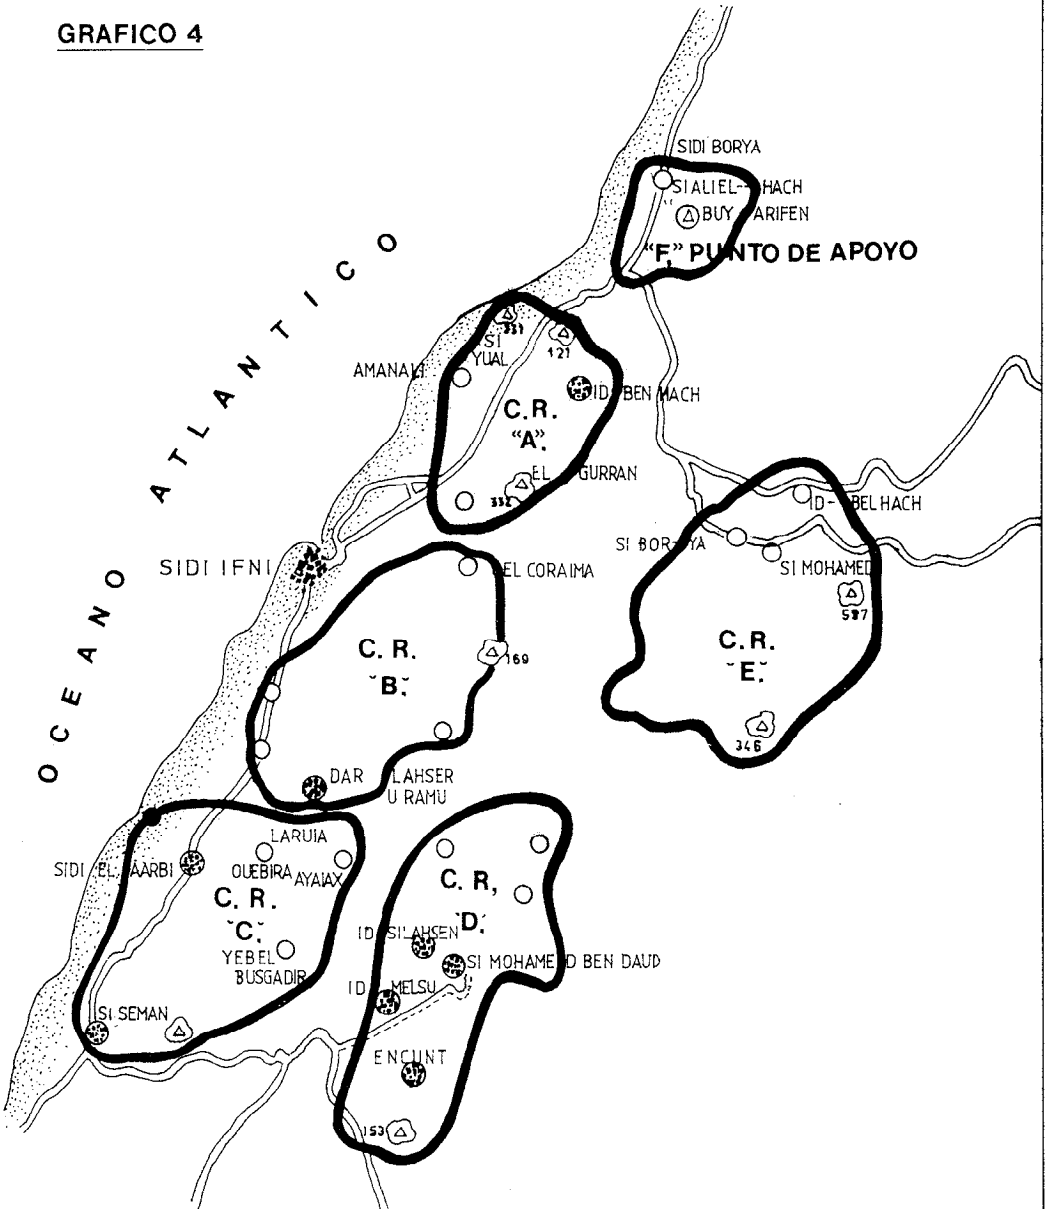 GRAFICO 4
OCEANO ATLANTICO
SIDI BORYA
SIALIEL-HACH
BUY ARIFEN
"F," PUNTO DE APOYO
331
SI
YUAL
121
AMANALI
ID-BEN HACH
C.R.
"A".
EL GURRAN
332
SIDI IFNI
EL CORAIMA
C.R.
"B".
169
DAR LAHSER
U RAMU
ID-BELHACH
SI BOR-YA
SI MOHAMED
587
C.R.
"E".
346
LARUIA
SIDI EL AARBI
OUEBIRA
AYAIAX
C.R.
"C".
YEBEL
BUSGADIR
SI SEMAN
C.R,
"D".
ID-SILAHSEN
SI MOHAMED BEN DAUD
ID MELSU
ENCUNT
153